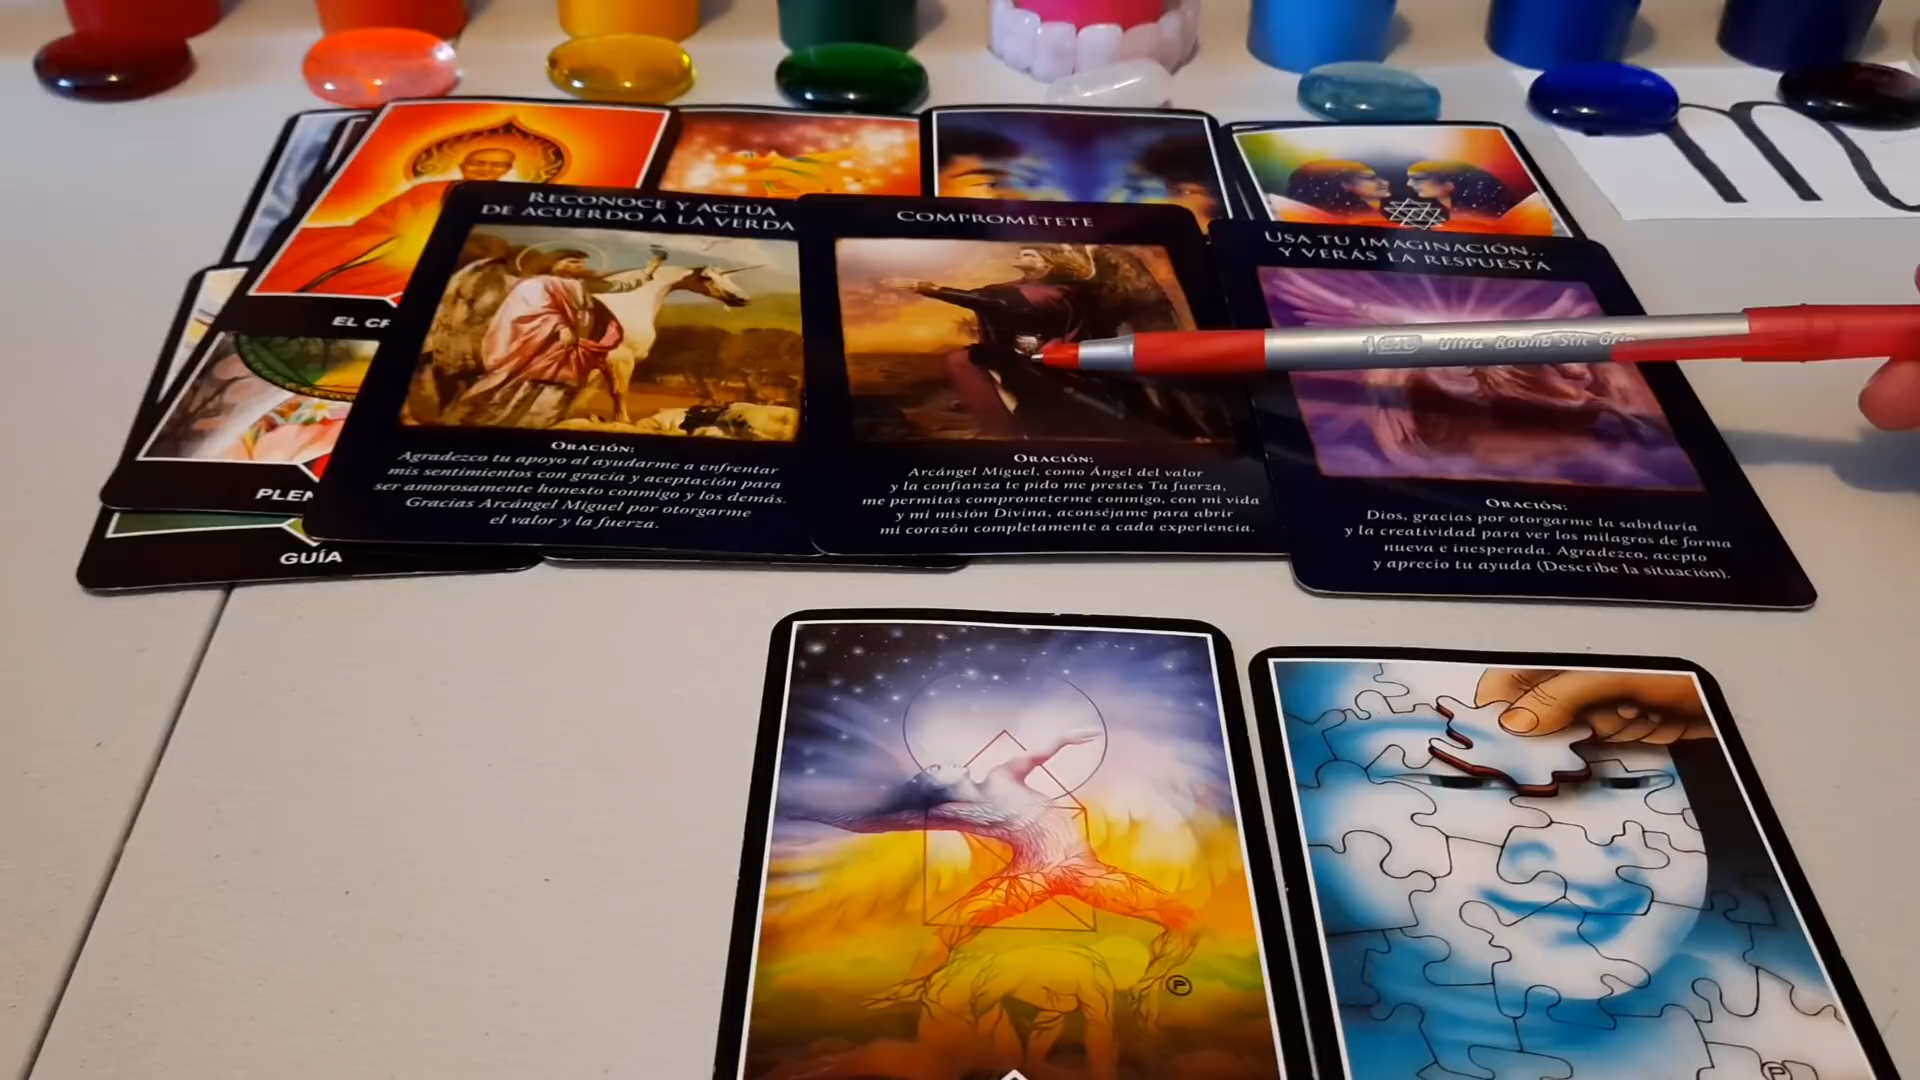 RECONOCE Y ACTÚA
DE ACUERDO A LA VERDA
COMPROMÉTETE
USA TU IMAGINACIÓN..
Y VERÁS LA RESPUESTA
EL CR
BIC Ultra Round Stic Grip
PLEN
GUÍA
ORACIÓN:
Agradezco tu apoyo al ayudarme a enfrentar
mis sentimientos con gracia y aceptación para
ser amorosamente honesto conmigo y los demás.
Gracias Arcángel Miguel por otorgarme
el valor y la fuerza.
ORACIÓN:
Arcángel Miguel, como Ángel del valor
y la confianza te pido me prestes Tu fuerza,
me permitas comprometerme conmigo, con mi vida
y mi misión Divina, aconséjame para abrir
mi corazón completamente a cada experiencia.
ORACIÓN:
Dios, gracias por otorgarme la sabiduría
y la creatividad para ver los milagros de forma
nueva e inesperada. Agradezco, acepto
y aprecio tu ayuda (Describe la situación).
P
P